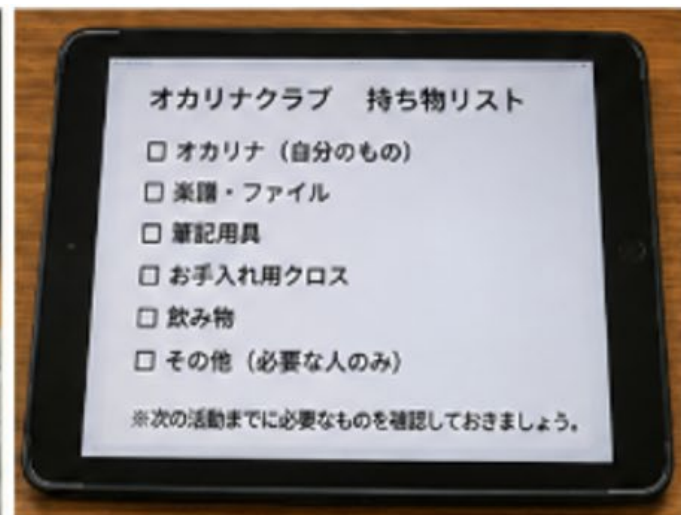 オカリナクラブ　持ち物リスト
□ オカリナ（自分のもの）
□ 楽譜・ファイル
□ 筆記用具
□ お手入れ用クロス
□ 飲み物
□ その他（必要な人のみ）
※次の活動までに必要なものを確認しておきましょう。